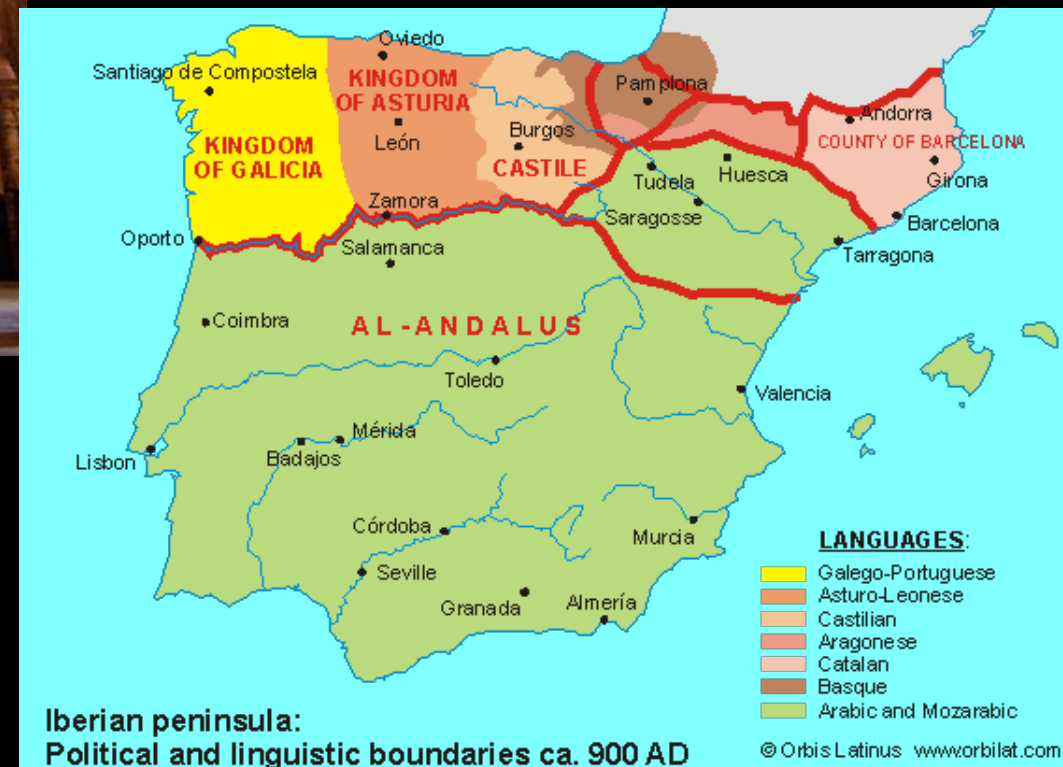 Oviedo
Santiago de Compostela
KINGDOM
OF ASTURIA
Pamplona
Andorra
León
Burgos
KINGDOM
OF GALICIA
CASTILE
COUNTY OF BARCELONA
Tudela
Huesca
Girona
Zamora
Saragosse
Barcelona
Oporto
Salamanca
Tarragona
Coimbra
AL-ANDALUS
Toledo
Valencia
Mérida
Lisbon
Badajos
Córdoba
Murcia
Seville
Granada
Almería
LANGUAGES:
Galego-Portuguese
Asturo-Leonese
Castilian
Aragonese
Catalan
Basque
Arabic and Mozarabic
Iberian peninsula:
Political and linguistic boundaries ca. 900 AD
© Orbis Latinus www.orbilat.com